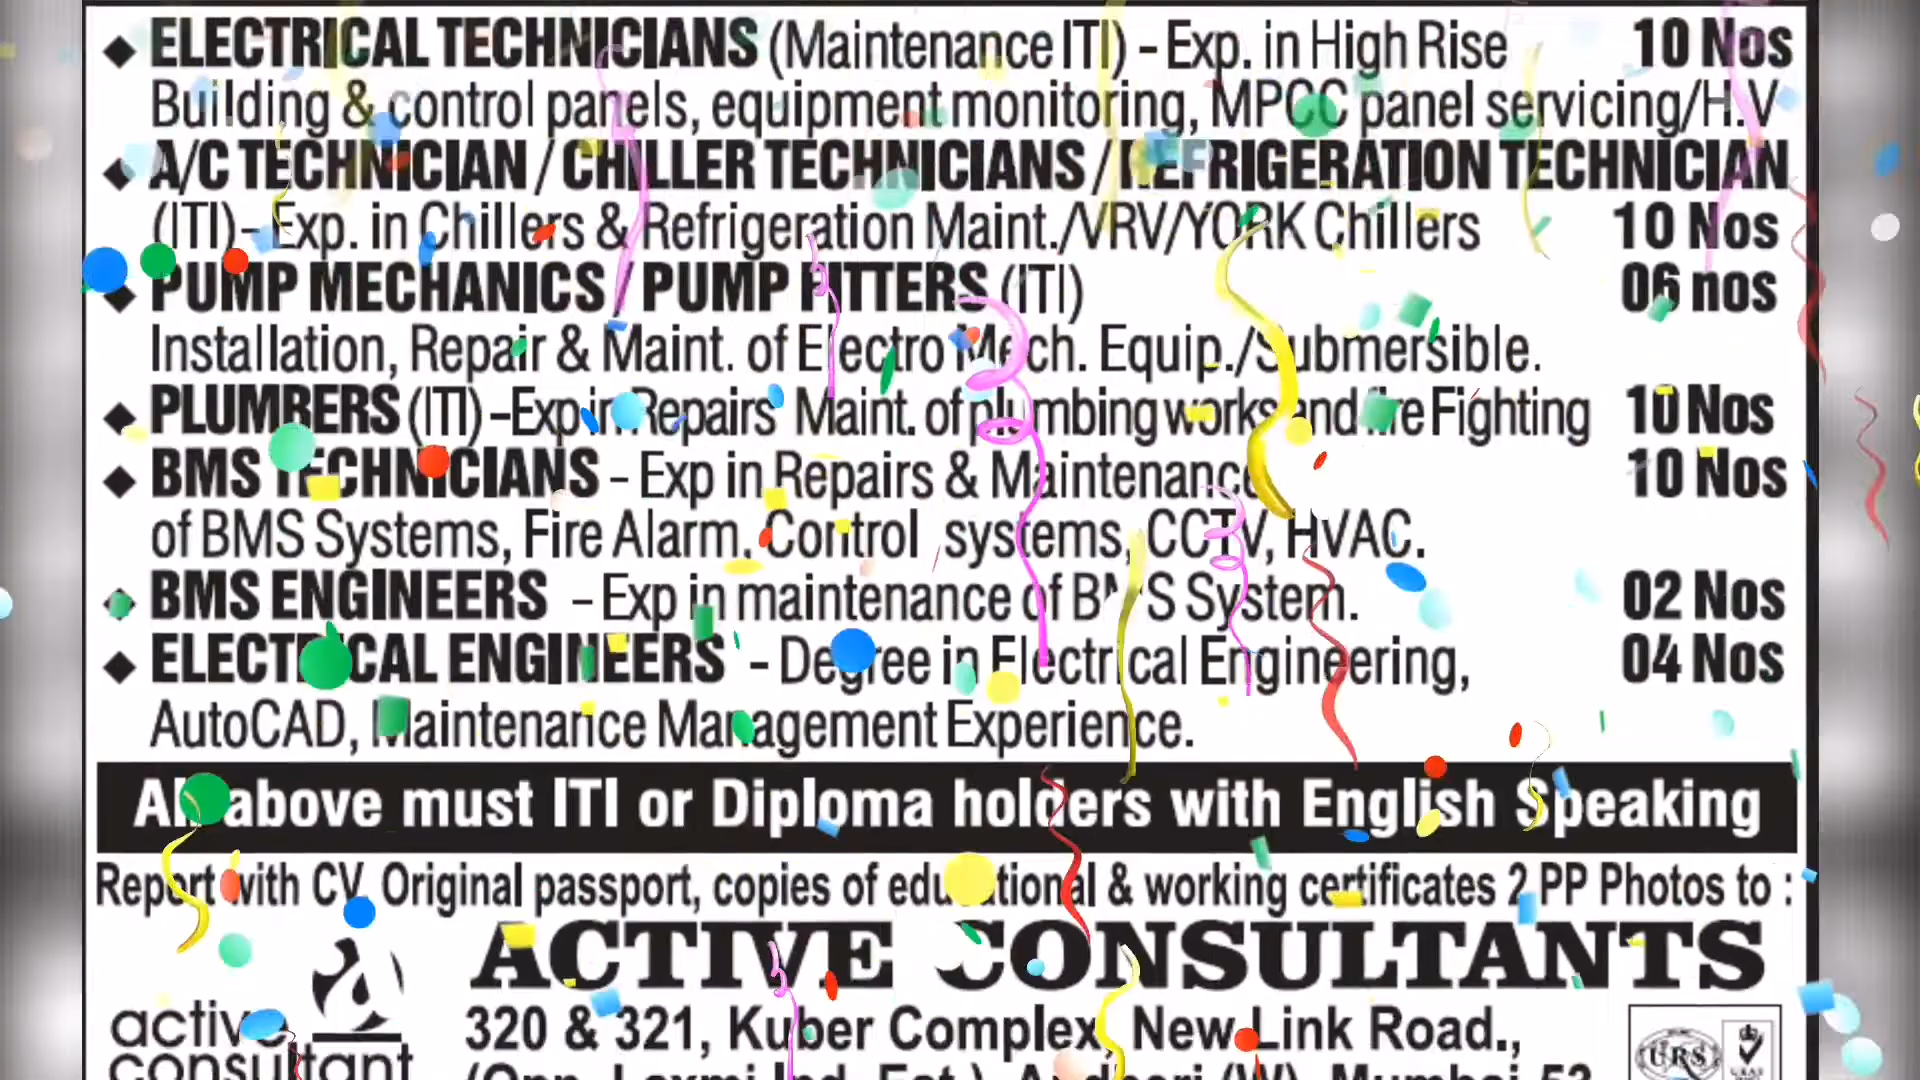 ◆ ELECTRICAL TECHNICIANS (Maintenance ITI) - Exp. in High Rise 10 Nos
Building & control panels, equipment monitoring, MPCC panel servicing/H.V
◆ A/C TECHNICIAN / CHILLER TECHNICIANS / REFRIGERATION TECHNICIAN
(ITI)- Exp. in Chillers & Refrigeration Maint./VRV/YORK Chillers 10 Nos
◆ PUMP MECHANICS / PUMP FITTERS (ITI) 06 nos
Installation, Repair & Maint. of Electro Mech. Equip./Submersible.
◆ PLUMBERS (ITI) -Exp in Repairs Maint. of plumbing works and fire Fighting 10 Nos
◆ BMS TECHNICIANS - Exp in Repairs & Maintenance 10 Nos
of BMS Systems, Fire Alarm, Control systems, CCTV, HVAC.
◆ BMS ENGINEERS - Exp in maintenance of BMS System. 02 Nos
◆ ELECTRICAL ENGINEERS - Degree in Electrical Engineering, 04 Nos
AutoCAD, Maintenance Management Experience.
All above must ITI or Diploma holders with English Speaking
Report with CV, Original passport, copies of educational & working certificates 2 PP Photos to :
ACTIVE CONSULTANTS
active
consultant
320 & 321, Kuber Complex, New Link Road.,
(Opp. Laxmi Ind. Est.), Andheri (W), Mumbai-53
URS